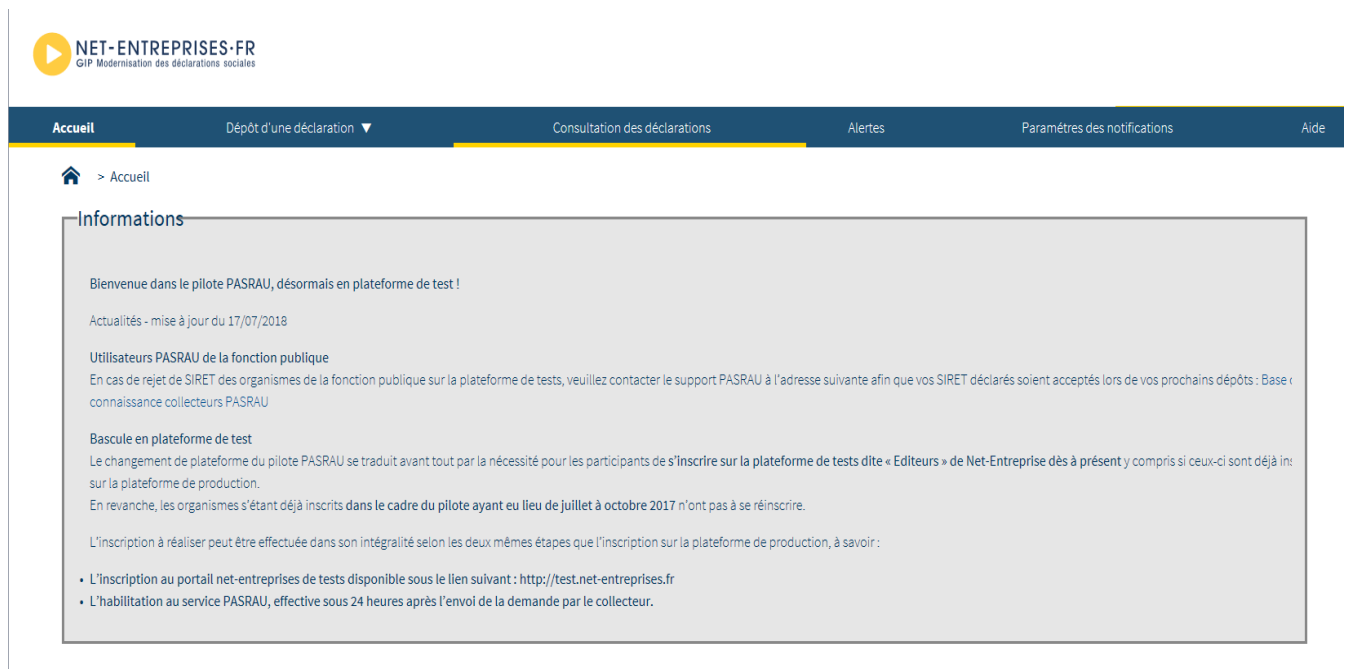 NET-ENTREPRISES·FR
GIP Modernisation des déclarations sociales
Accueil Dépôt d'une déclaration ▼ Consultation des déclarations Alertes Paramétres des notifications Aide
> Accueil
Informations
Bienvenue dans le pilote PASRAU, désormais en plateforme de test !
Actualités - mise à jour du 17/07/2018
Utilisateurs PASRAU de la fonction publique
En cas de rejet de SIRET des organismes de la fonction publique sur la plateforme de tests, veuillez contacter le support PASRAU à l'adresse suivante afin que vos SIRET déclarés soient acceptés lors de vos prochains dépôts : Base
connaissance collecteurs PASRAU
Bascule en plateforme de test
Le changement de plateforme du pilote PASRAU se traduit avant tout par la nécessité pour les participants de s'inscrire sur la plateforme de tests dite « Editeurs » de Net-Entreprise dès à présent y compris si ceux-ci sont déjà
sur la plateforme de production.
En revanche, les organismes s'étant déjà inscrits dans le cadre du pilote ayant eu lieu de juillet à octobre 2017 n'ont pas à se réinscrire.
L'inscription à réaliser peut être effectuée dans son intégralité selon les deux mêmes étapes que l'inscription sur la plateforme de production, à savoir :
• L'inscription au portail net-entreprises de tests disponible sous le lien suivant : http://test.net-entreprises.fr
• L'habilitation au service PASRAU, effective sous 24 heures après l'envoi de la demande par le collecteur.